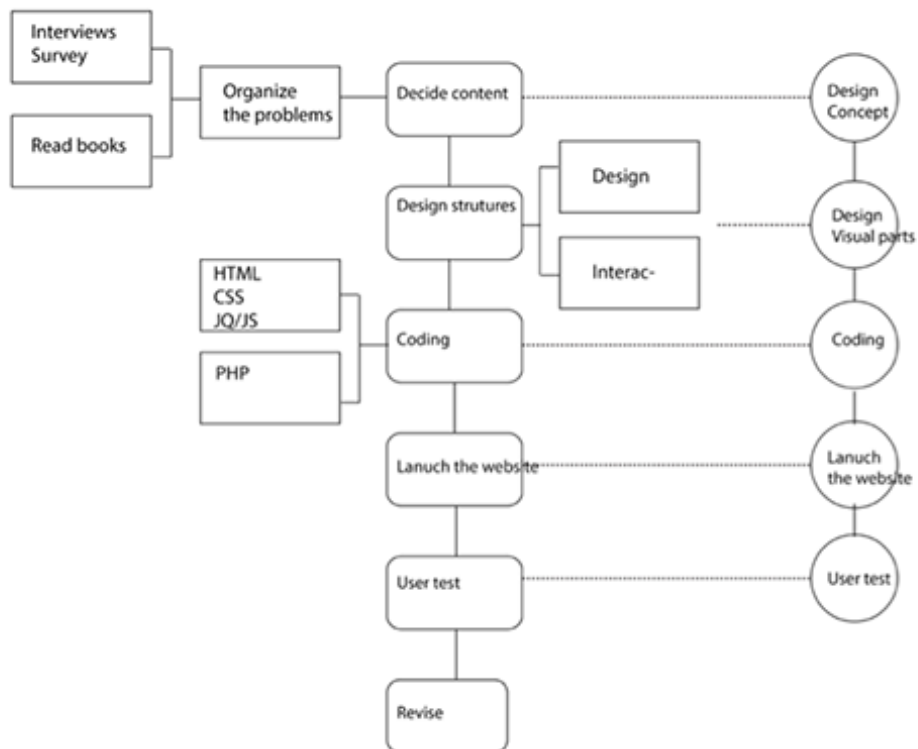 Interviews
Survey
Read books
Organize
the problems
Decide content
Design
Concept
Design strutures
Design
Interac-
Design
Visual parts
HTML
CSS
JQ/JS
PHP
Coding
Coding
Lanuch the website
Lanuch
the website
User test
User test
Revise